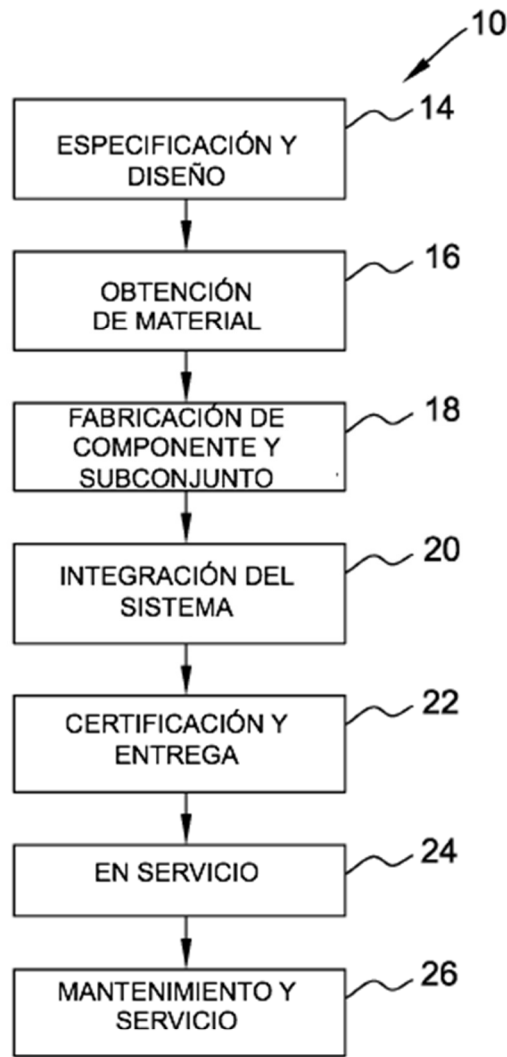 10
ESPECIFICACIÓN Y
DISEÑO
14
OBTENCIÓN
DE MATERIAL
16
FABRICACIÓN DE
COMPONENTE Y
SUBCONJUNTO
18
INTEGRACIÓN DEL
SISTEMA
20
CERTIFICACIÓN Y
ENTREGA
22
EN SERVICIO
24
MANTENIMIENTO Y
SERVICIO
26